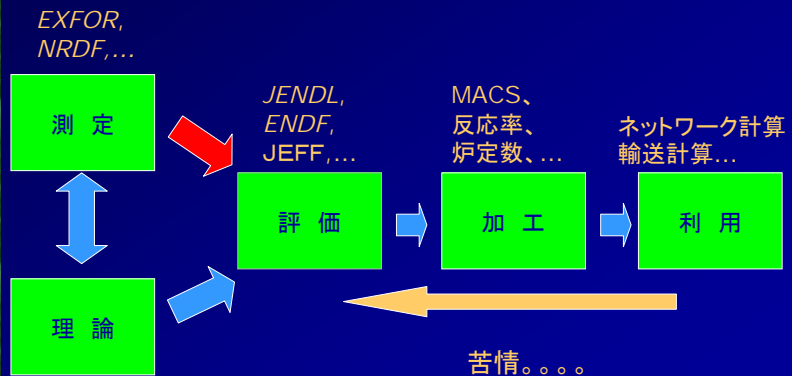 EXFOR,
NRDF,…
測 定
JENDL,
ENDF,
JEFF,…
MACS、
反応率、
炉定数、…
ネットワーク計算
輸送計算…
評 価
加 工
利 用
理 論
苦情。。。。